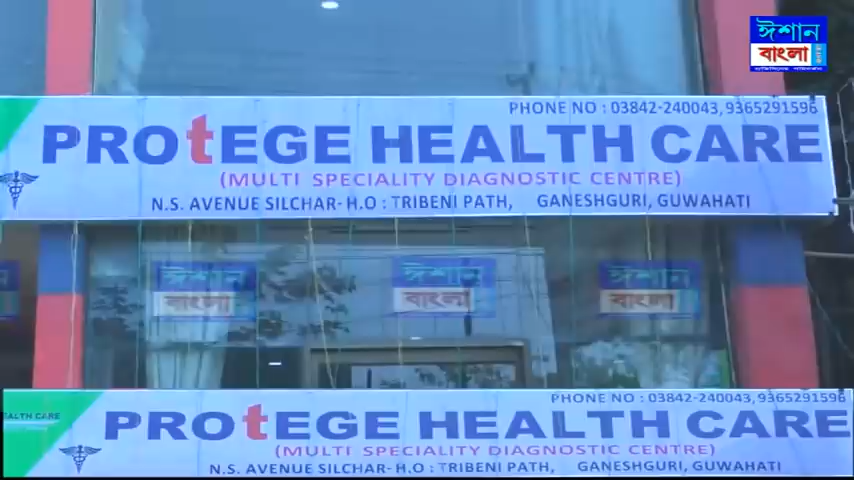 ঈশান
বাংলা
PHONE NO : 03842-240043, 9365291596
PROtEGE HEALTH CARE
(MULTI SPECIALITY DIAGNOSTIC CENTRE)
N.S. AVENUE SILCHAR-H.O : TRIBENI PATH, GANESHGURI, GUWAHATI
ঈশান
বাংলা
ঈশান
বাংলা
ঈশান
বাংলা
HEALTH CARE
PHONE NO : 03842-240043, 9365291596
PROtEGE HEALTH CARE
(MULTI SPECIALITY DIAGNOSTIC CENTRE)
N.S. AVENUE SILCHAR-H.O : TRIBENI PATH, GANESHGURI, GUWAHATI